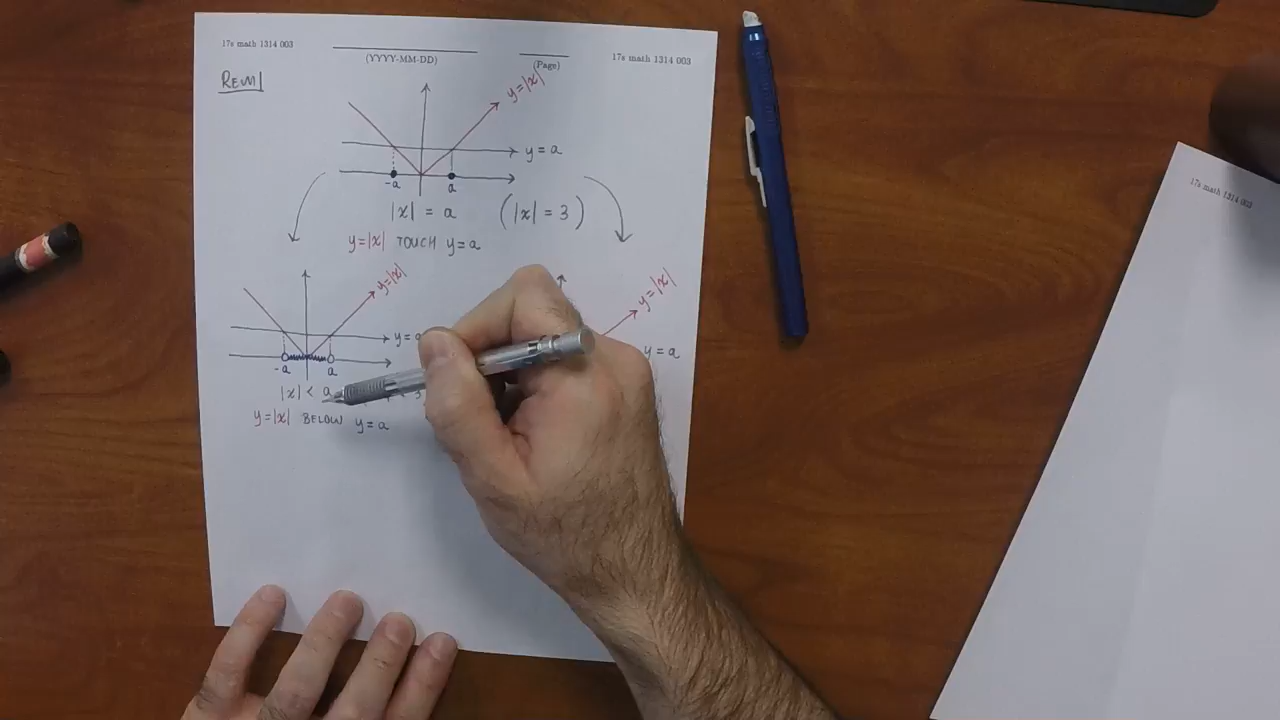 17s math 1314 003
(YYYY-MM-DD)
(Page)
17s math 1314 003
REM
y=|x|
y = a
-a
a
|x| = a
(|x| = 3)
y=|x| TOUCH y=a
y=|x|
y=a
-a
a
|x| < a
y=|x| BELOW y=a
y=|x|
y = a
17s math 1314 003